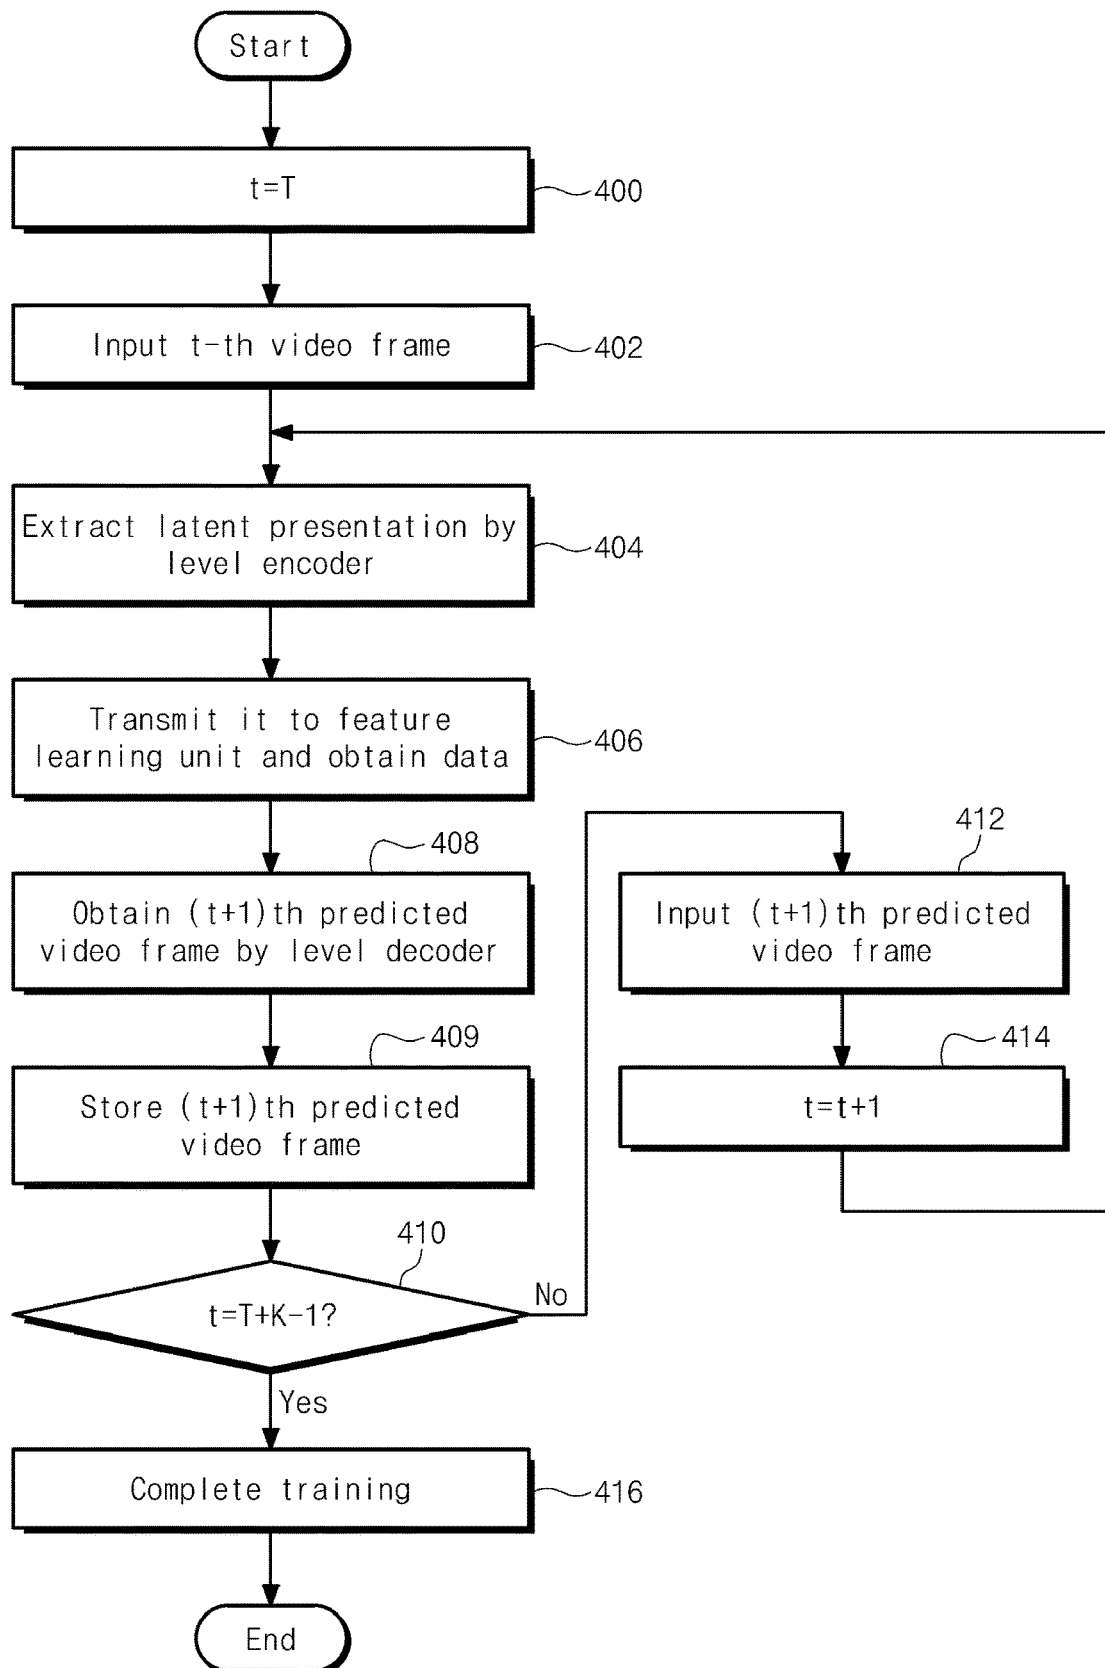 Start
t=T
400
Input t-th video frame
402
Extract latent presentation by
level encoder
404
Transmit it to feature
learning unit and obtain data
406
408
Obtain (t+1)th predicted
video frame by level decoder
409
Store (t+1)th predicted
video frame
410
t=T+K-1?
No
Yes
412
Input (t+1)th predicted
video frame
414
t=t+1
Complete training
416
End